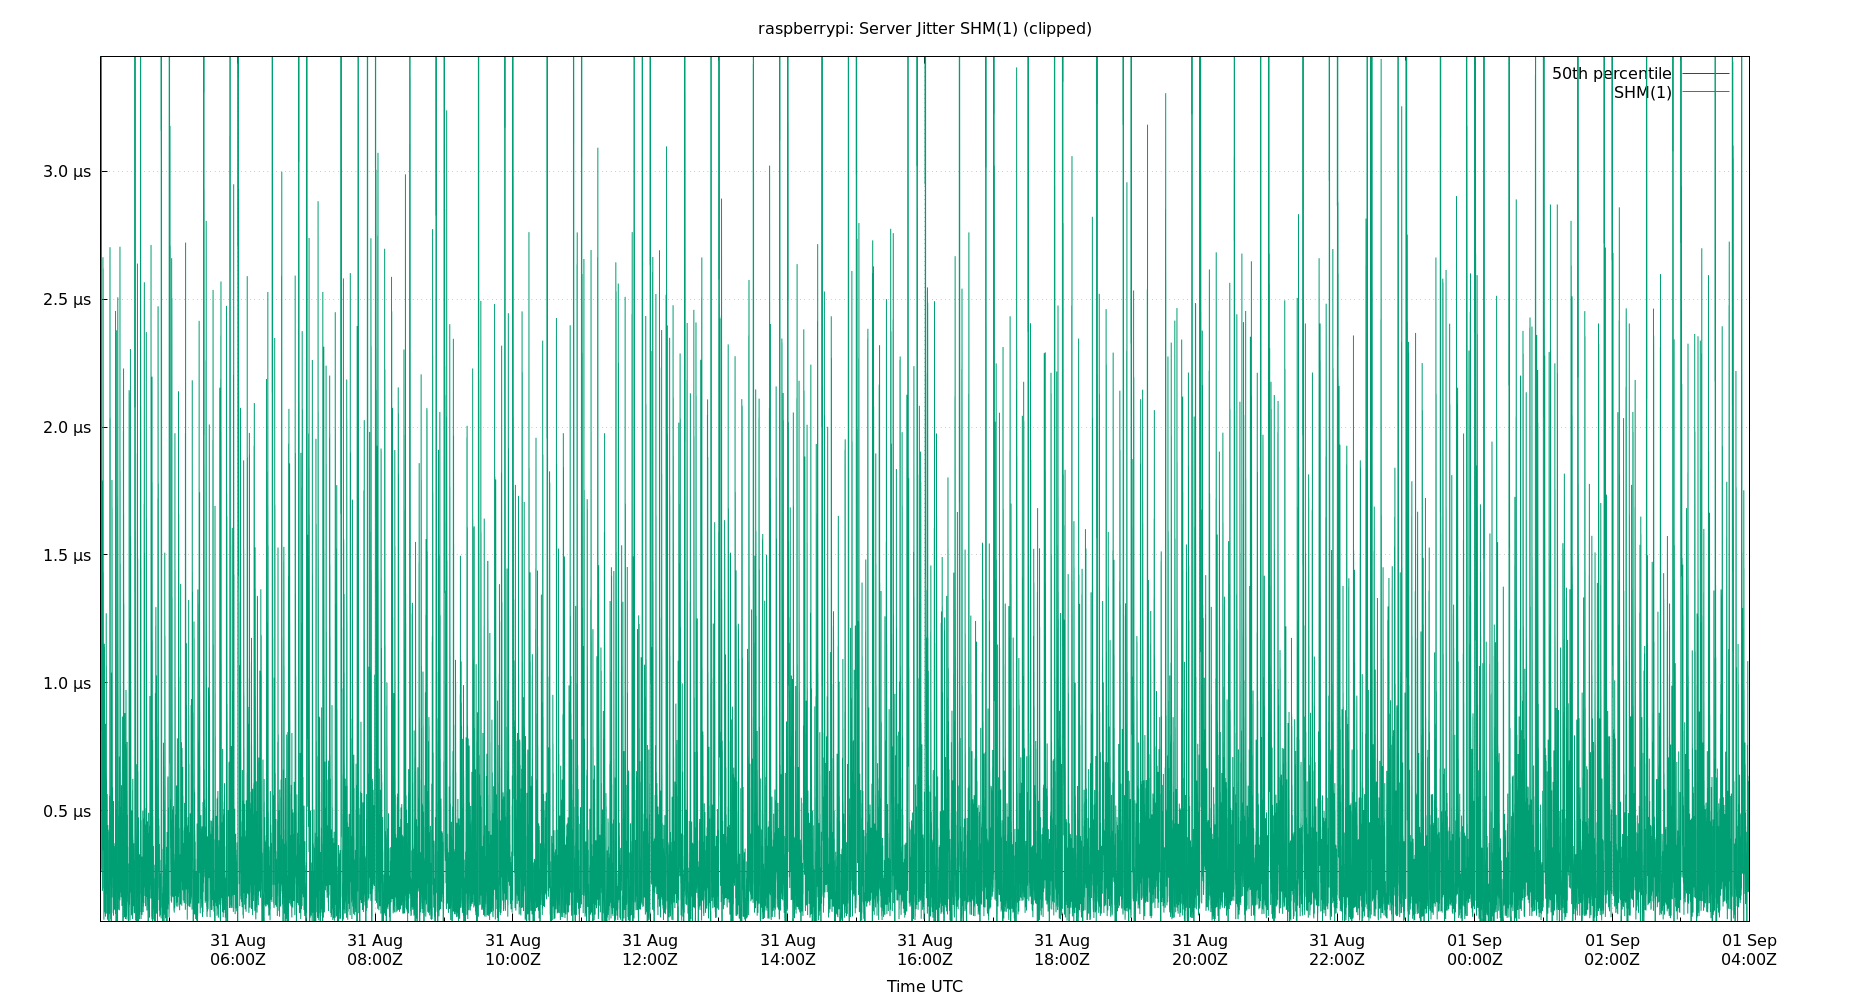 raspberrypi: Server Jitter SHM(1) (clipped)
50th percentile
SHM(1)
3.0 µs
2.5 µs
2.0 µs
1.5 µs
1.0 µs
0.5 µs
31 Aug 31 Aug 31 Aug 31 Aug 31 Aug 31 Aug 31 Aug 31 Aug 31 Aug 01 Sep 01 Sep 01 Sep
06:00Z 08:00Z 10:00Z 12:00Z 14:00Z 16:00Z 18:00Z 20:00Z 22:00Z 00:00Z 02:00Z 04:00Z
Time UTC